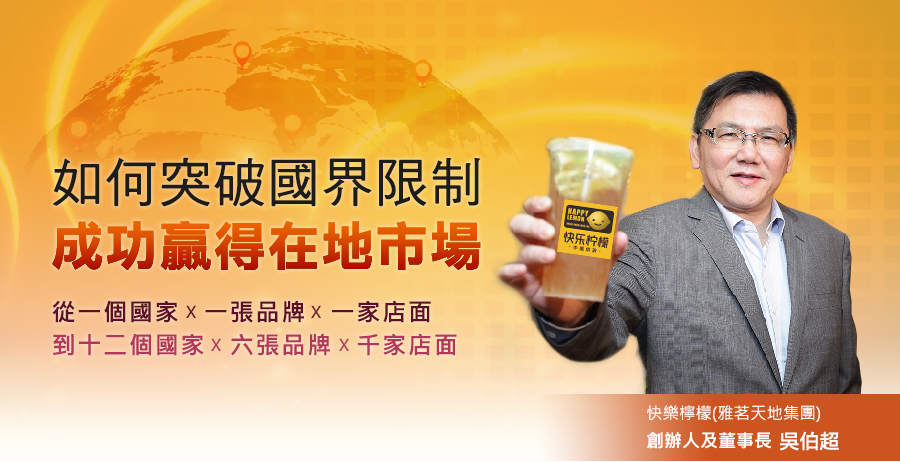 如何突破國界限制
成功贏得在地市場
從一個國家 x 一張品牌 x 一家店面
到十二個國家 x 六張品牌 x 千家店面
HAPPY
LEMON
快乐柠檬
快樂檸檬(雅茗天地集團)
創辦人及董事長 吳伯超